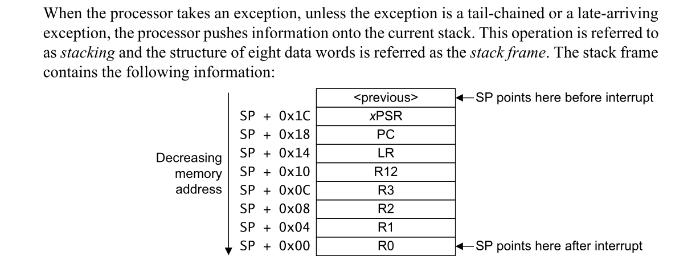 When the processor takes an exception, unless the exception is a tail-chained or a late-arriving
exception, the processor pushes information onto the current stack. This operation is referred to
as stacking and the structure of eight data words is referred as the stack frame. The stack frame
contains the following information:
<previous> SP points here before interrupt
SP + 0x1C xPSR
SP + 0x18 PC
SP + 0x14 LR
Decreasing
memory
address
SP + 0x10 R12
SP + 0x0C R3
SP + 0x08 R2
SP + 0x04 R1
SP + 0x00 R0 SP points here after interrupt